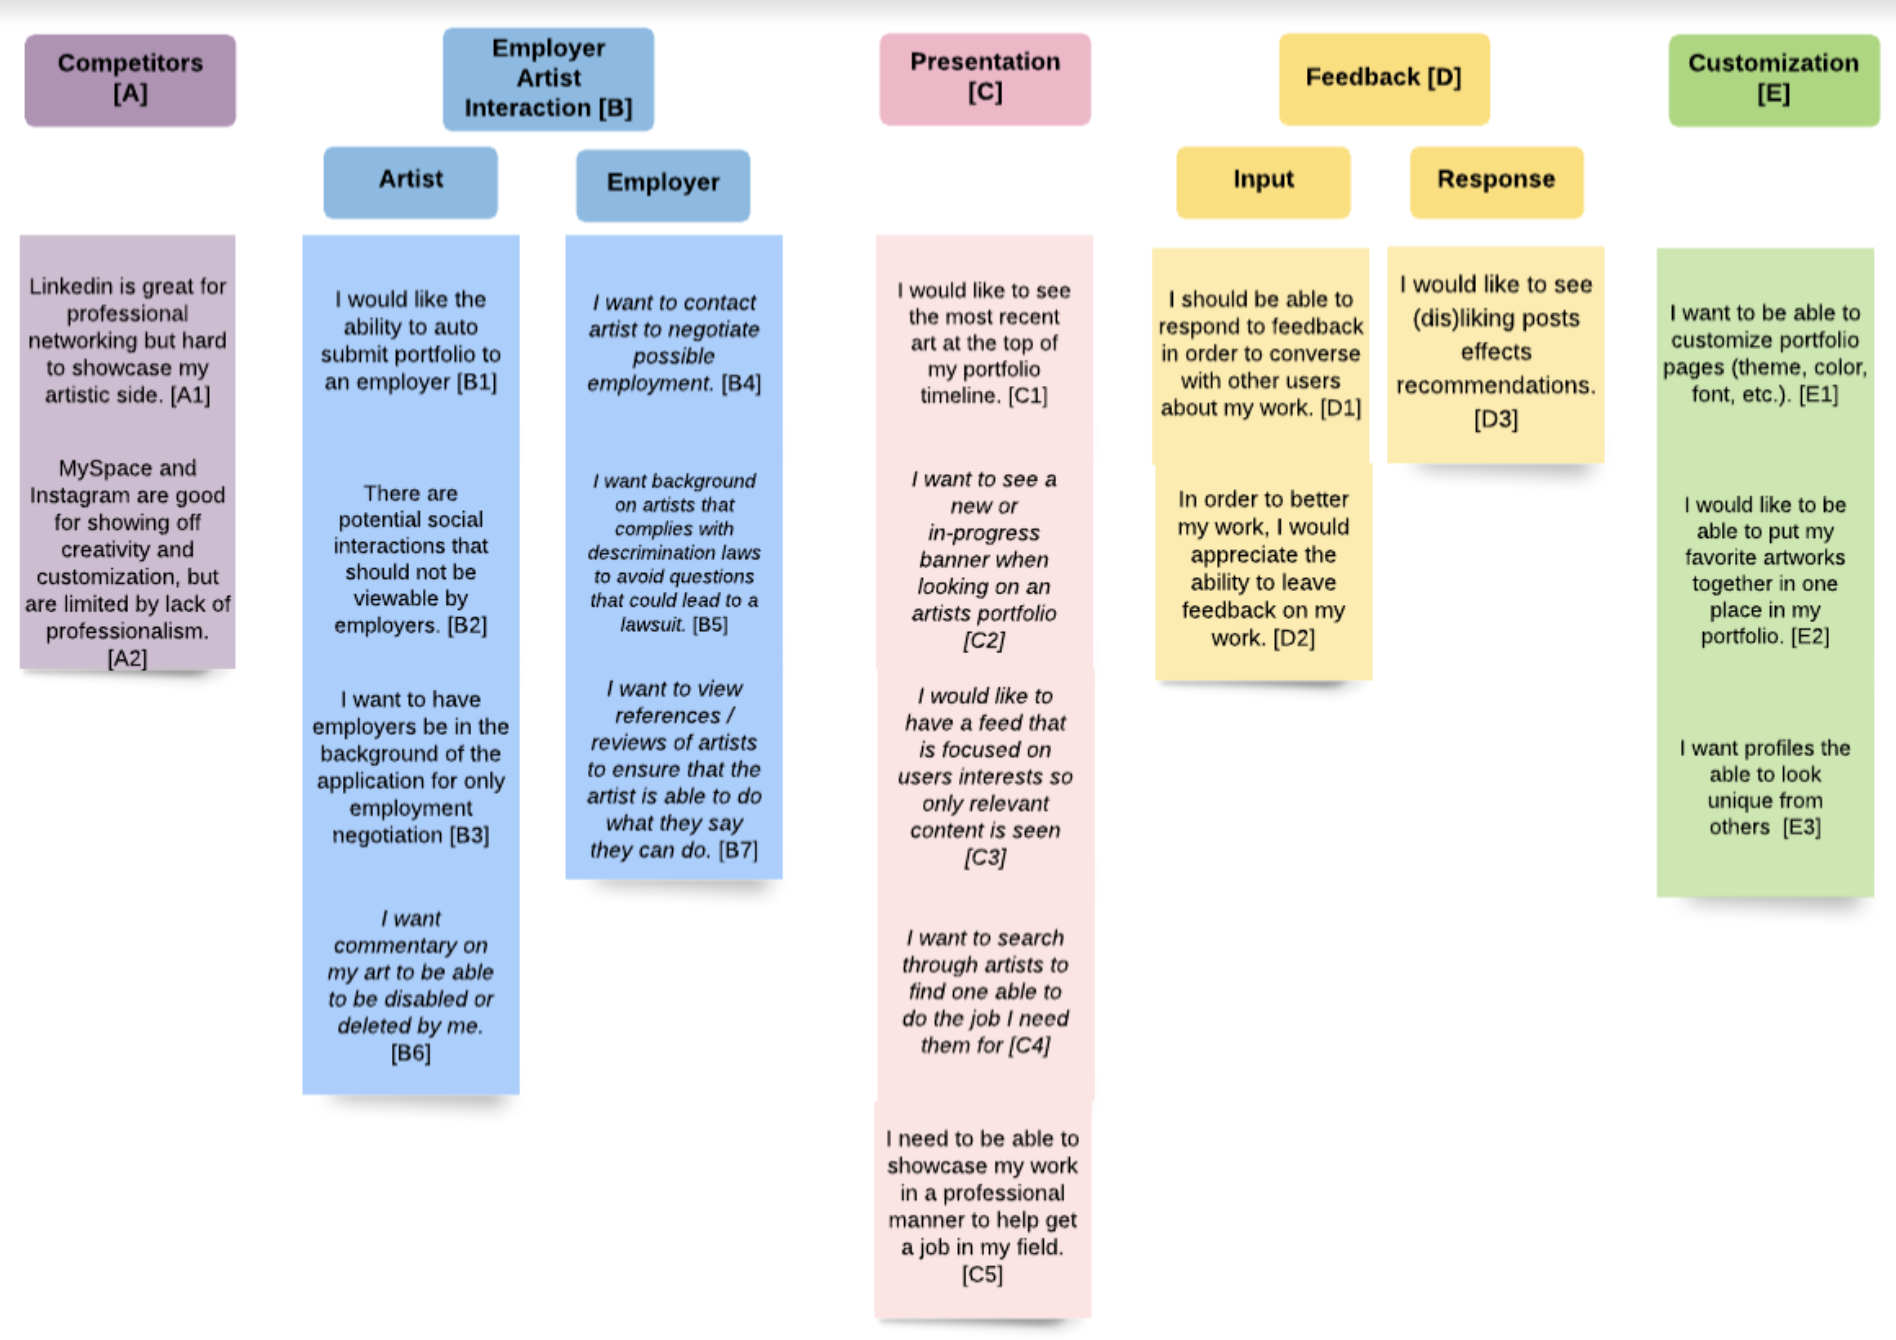 Competitors
[A]
Employer
Artist
Interaction [B]
Presentation
[C]
Feedback [D]
Customization
[E]
Artist
Employer
Input
Response
Linkedin is great for
professional
networking but hard
to showcase my
artistic side. [A1]
MySpace and
Instagram are good
for showing off
creativity and
customization, but
are limited by lack of
professionalism.
[A2]
I would like the
ability to auto
submit portfolio to
an employer [B1]
There are
potential social
interactions that
should not be
viewable by
employers. [B2]
I want to have
employers be in the
background of the
application for only
employment
negotiation [B3]
I want
commentary on
my art to be able
to be disabled or
deleted by me.
[B6]
I want to contact
artist to negotiate
possible
employment. [B4]
I want background
on artists that
complies with
descrimination laws
to avoid questions
that could lead to a
lawsuit. [B5]
I want to view
references /
reviews of artists
to ensure that the
artist is able to do
what they say
they can do. [B7]
I would like to see
the most recent
art at the top of
my portfolio
timeline. [C1]
I want to see a
new or
in-progress
banner when
looking on an
artists portfolio
[C2]
I would like to
have a feed that
is focused on
users interests so
only relevant
content is seen
[C3]
I want to search
through artists to
find one able to
do the job I need
them for [C4]
I need to be able to
showcase my work
in a professional
manner to help get
a job in my field.
[C5]
I should be able to
respond to feedback
in order to converse
with other users
about my work. [D1]
In order to better
my work, I would
appreciate the
ability to leave
feedback on my
work. [D2]
I would like to see
(dis)liking posts
effects
recommendations.
[D3]
I want to be able to
customize portfolio
pages (theme, color,
font, etc.). [E1]
I would like to be
able to put my
favorite artworks
together in one
place in my
portfolio. [E2]
I want profiles the
able to look
unique from
others [E3]